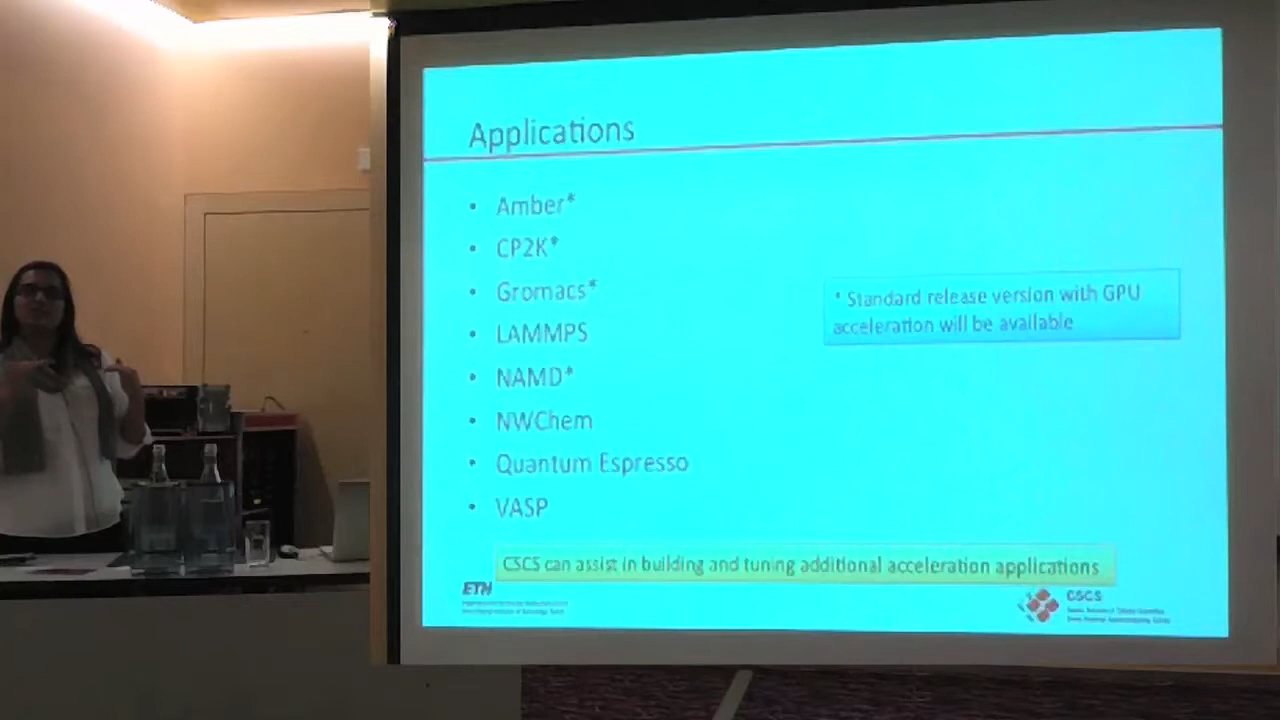 Applications
• Amber*
• CP2K*
• Gromacs*
• LAMMPS
• NAMD*
• NWChem
• Quantum Espresso
• VASP
* Standard release version with GPU
acceleration will be available
CSCS can assist in building and tuning additional acceleration applications
ETH
CSCS